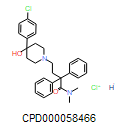 Cl
HO
N
O
N
Cl⁻ H
CPD000058466